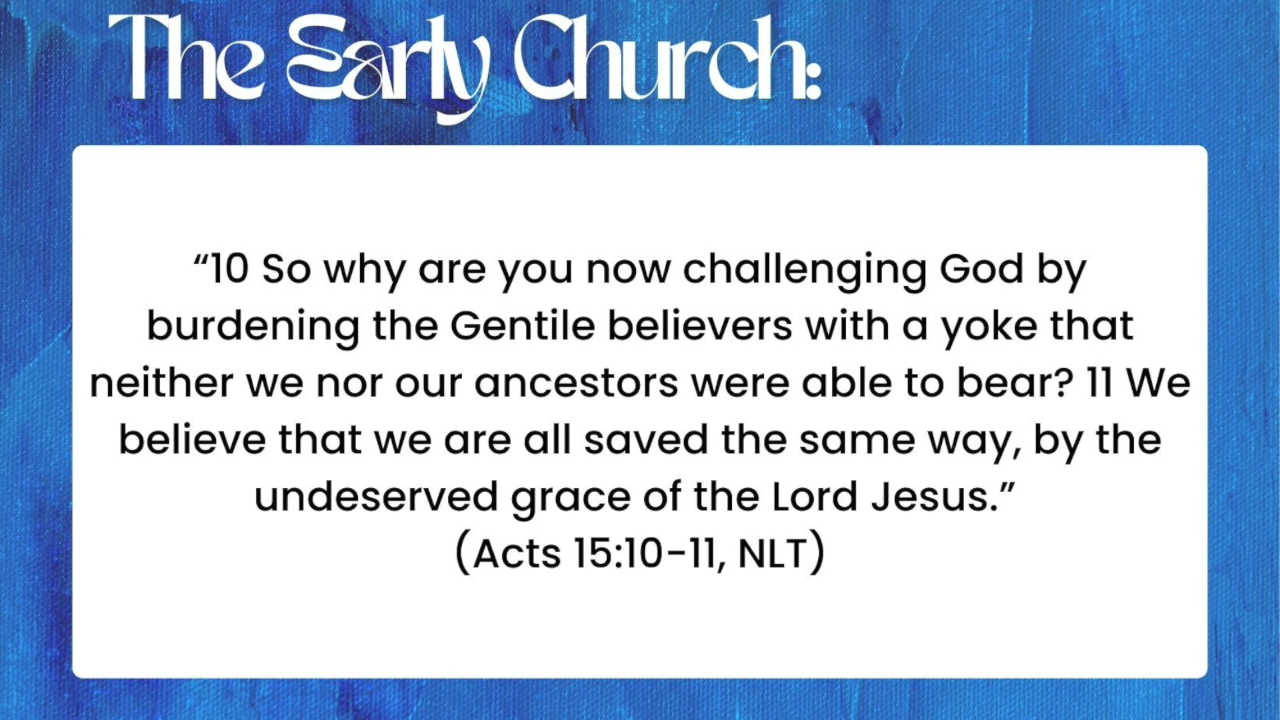 The Early Church:
“10 So why are you now challenging God by
burdening the Gentile believers with a yoke that
neither we nor our ancestors were able to bear? 11 We
believe that we are all saved the same way, by the
undeserved grace of the Lord Jesus.”
(Acts 15:10-11, NLT)